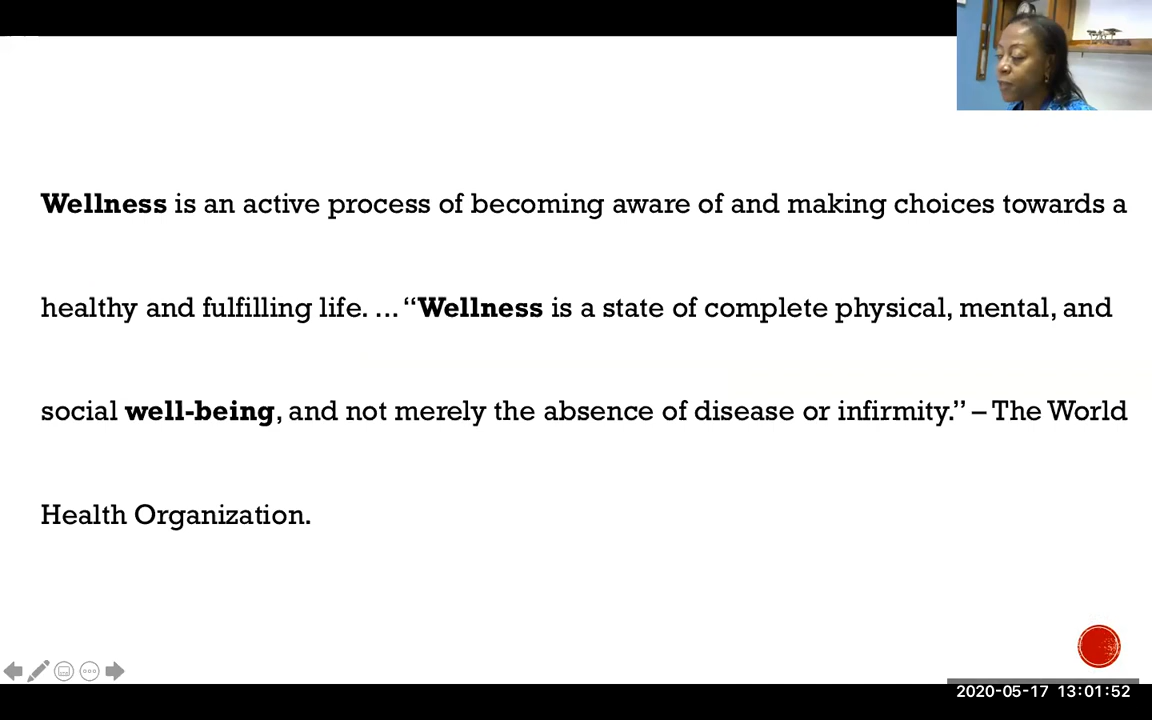 Wellness is an active process of becoming aware of and making choices towards a
healthy and fulfilling life. ... “Wellness is a state of complete physical, mental, and
social well-being, and not merely the absence of disease or infirmity.” – The World
Health Organization.
2020-05-17 13:01:52